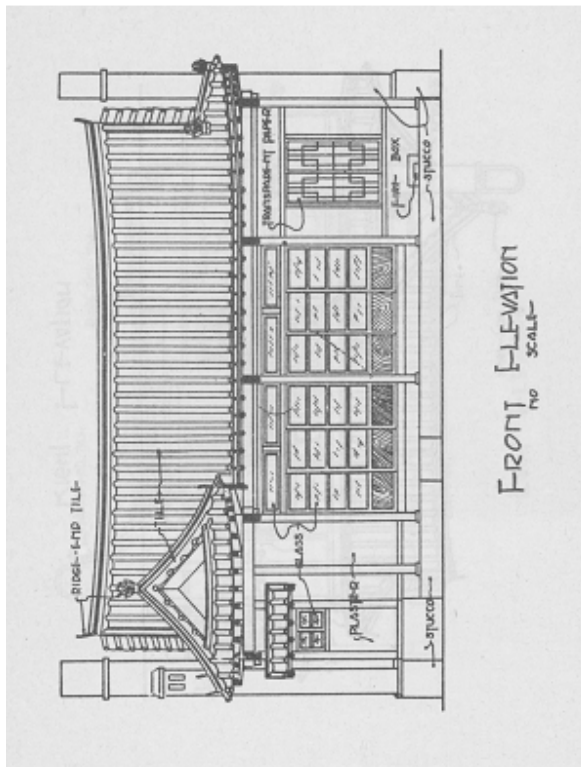 RIDGE-END TILE
TILE
GLASS
PLASTER
STUCCO
TRANSPARENT PAPER
FIRE BOX
STUCCO
FRONT ELEVATION
NO SCALE